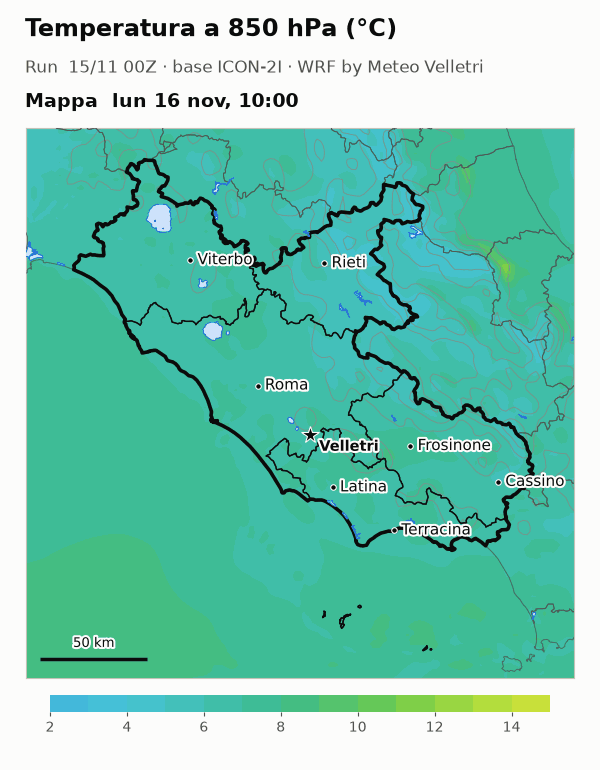 Temperatura a 850 hPa (°C)
Run  15/11 00Z · base ICON-2I · WRF by Meteo Velletri
Mappa  lun 16 nov, 10:00
Viterbo
Rieti
Roma
Velletri
Frosinone
Latina
Cassino
Terracina
50 km
2 4 6 8 10 12 14